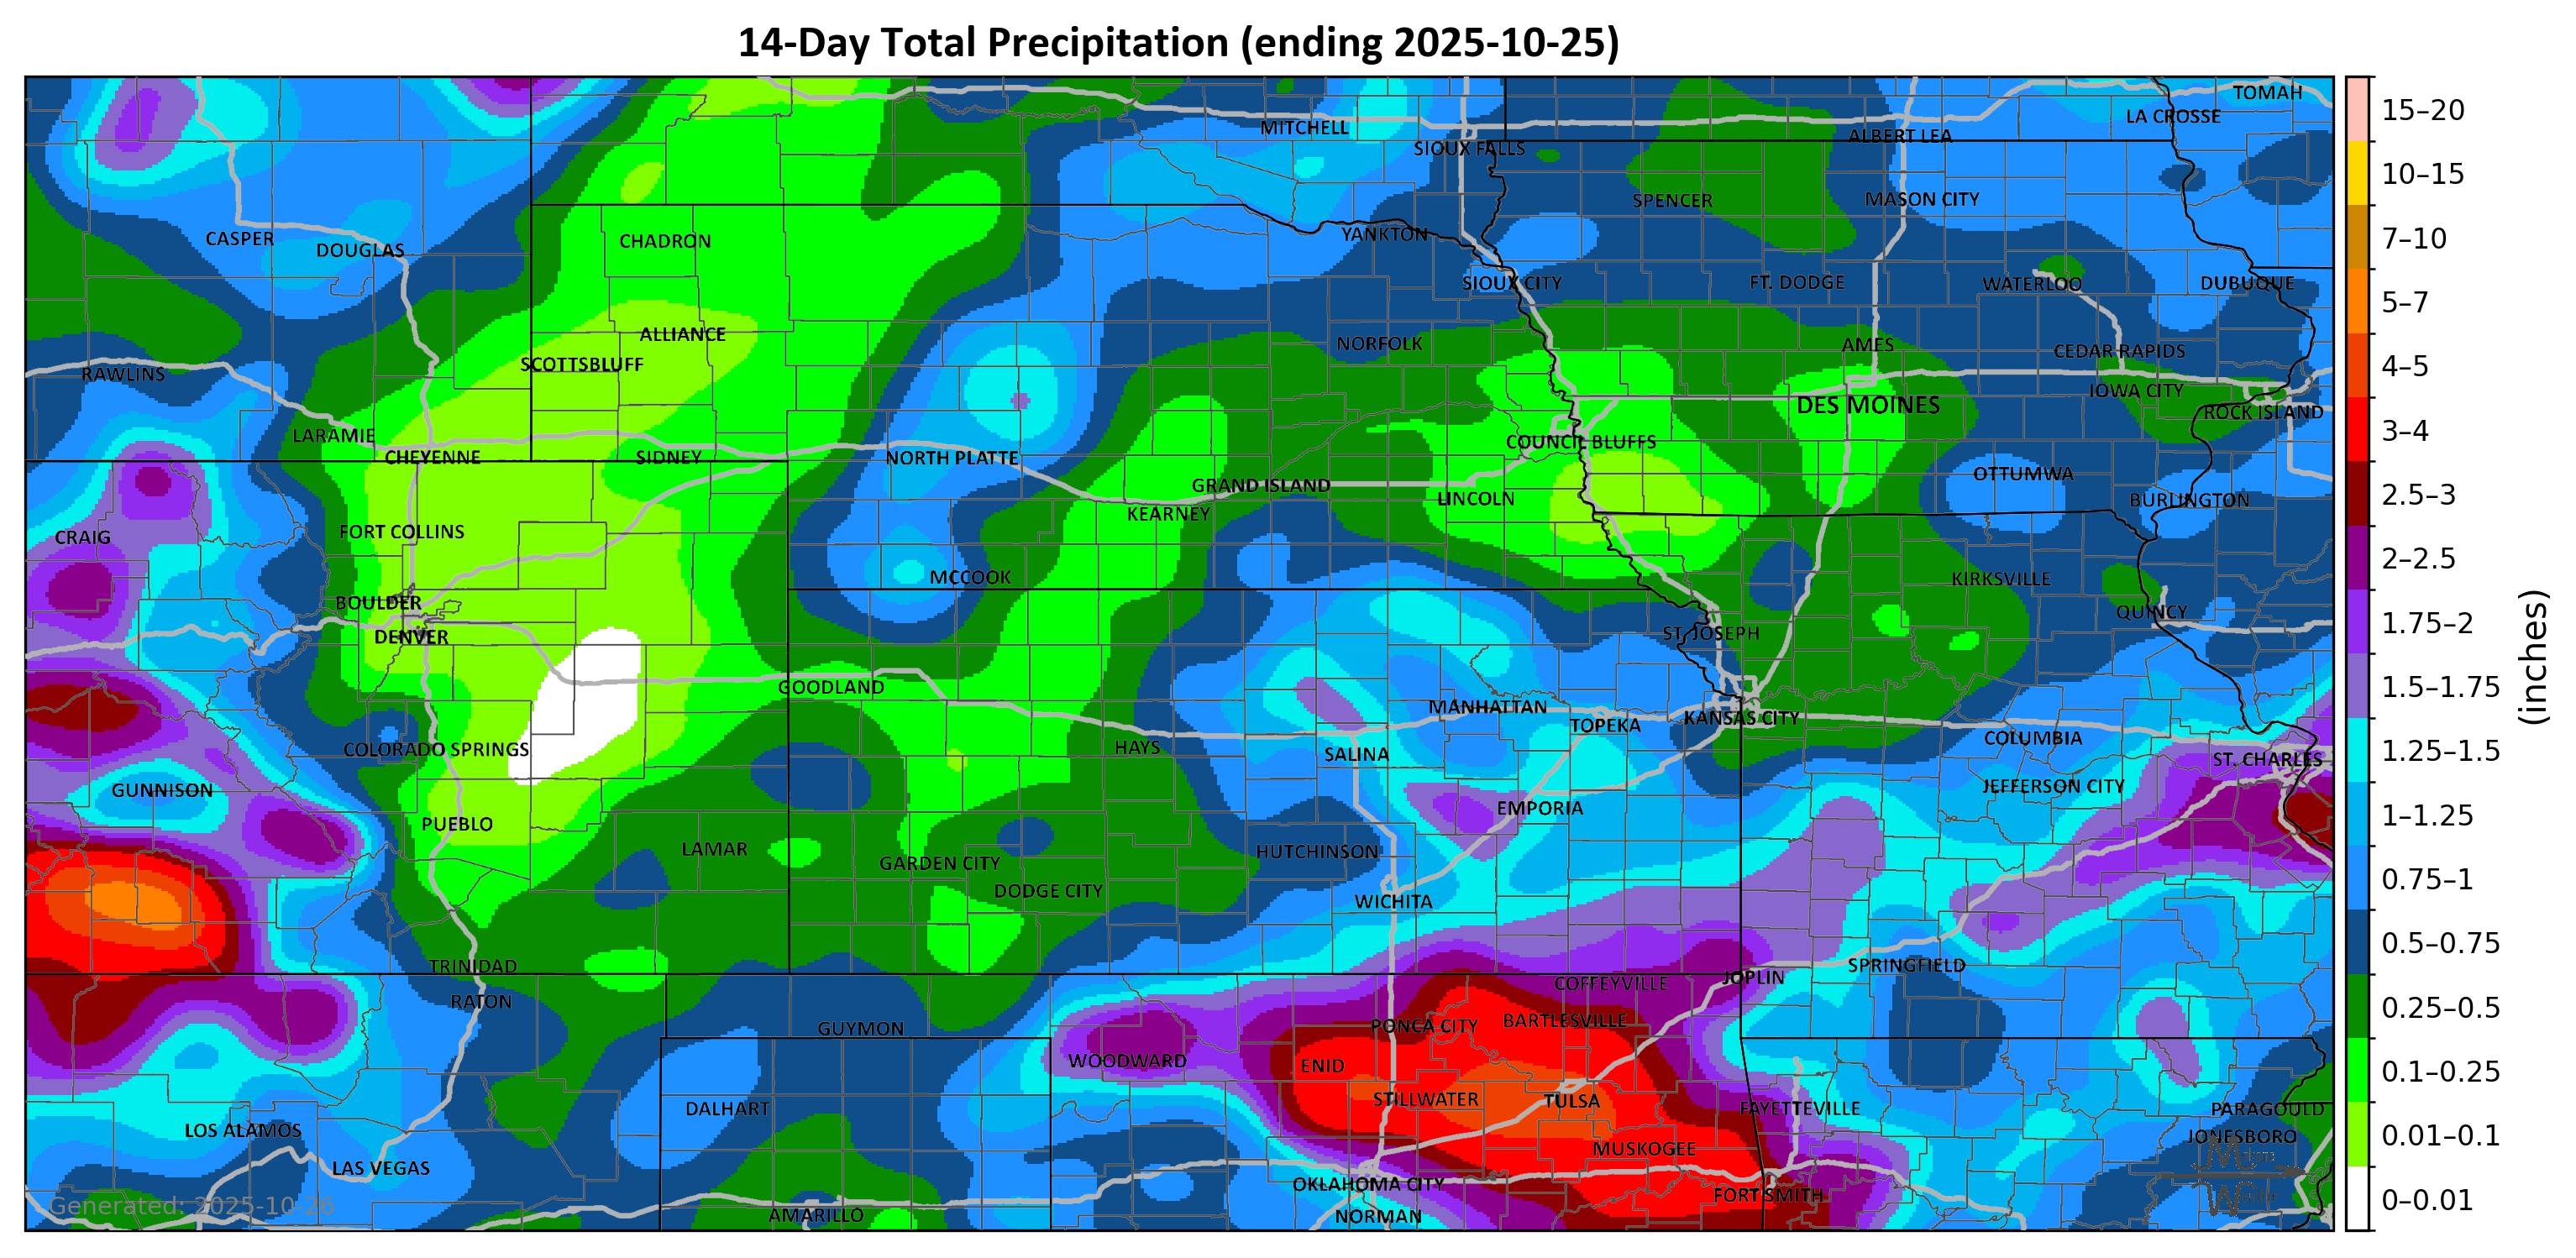 14-Day Total Precipitation (ending 2025-10-25)
TOMAH
LA CROSSE
MITCHELL
ALBERT LEA
SIOUX FALLS
SPENCER
MASON CITY
CASPER
DOUGLAS
CHADRON
YANKTON
SIOUX CITY
FT. DODGE
WATERLOO
DUBUQUE
ALLIANCE
NORFOLK
AMES
CEDAR RAPIDS
SCOTTSBLUFF
RAWLINS
IOWA CITY
DES MOINES
ROCK ISLAND
LARAMIE
COUNCIL BLUFFS
CHEYENNE
SIDNEY
NORTH PLATTE
OTTUMWA
GRAND ISLAND
LINCOLN
BURLINGTON
KEARNEY
CRAIG
FORT COLLINS
MCCOOK
KIRKSVILLE
BOULDER
QUINCY
DENVER
ST. JOSEPH
GOODLAND
MANHATTAN
KANSAS CITY
TOPEKA
COLUMBIA
COLORADO SPRINGS
HAYS
SALINA
ST. CHARLES
GUNNISON
JEFFERSON CITY
EMPORIA
PUEBLO
LAMAR
HUTCHINSON
GARDEN CITY
DODGE CITY
WICHITA
TRINIDAD
SPRINGFIELD
JOPLIN
COFFEYVILLE
RATON
GUYMON
PONCA CITY
BARTLESVILLE
WOODWARD
ENID
STILLWATER
TULSA
DALHART
FAYETTEVILLE
PARAGOULD
LOS ALAMOS
JONESBORO
MUSKOGEE
LAS VEGAS
OKLAHOMA CITY
FORT SMITH
AMARILLO
NORMAN
Generated: 2025-10-26
15–20
10–15
7–10
5–7
4–5
3–4
2.5–3
2–2.5
1.75–2
1.5–1.75
1.25–1.5
1–1.25
0.75–1
0.5–0.75
0.25–0.5
0.1–0.25
0.01–0.1
0–0.01
(inches)